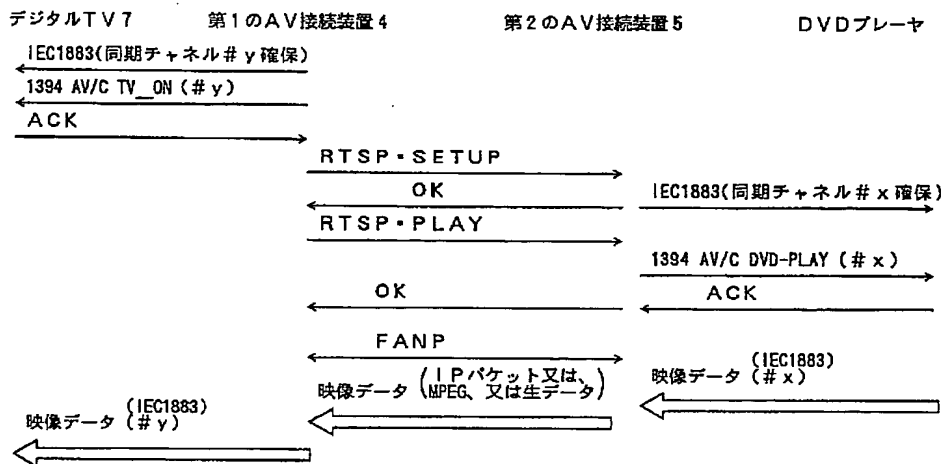 デジタルTV7 第1のAV接続装置4 第2のAV接続装置5 DVDプレーヤ
IEC1883(同期チャネル#y確保)
1394 AV/C TV_ON(#y)
ACK
RTSP・SETUP
OK
IEC1883(同期チャネル#x確保)
RTSP・PLAY
1394 AV/C DVD-PLAY(#x)
OK
ACK
FANP
映像データ(IPパケット又は、
MPEG、又は生データ)
映像データ(IEC1883)
(#x)
映像データ(IEC1883)
(#y)